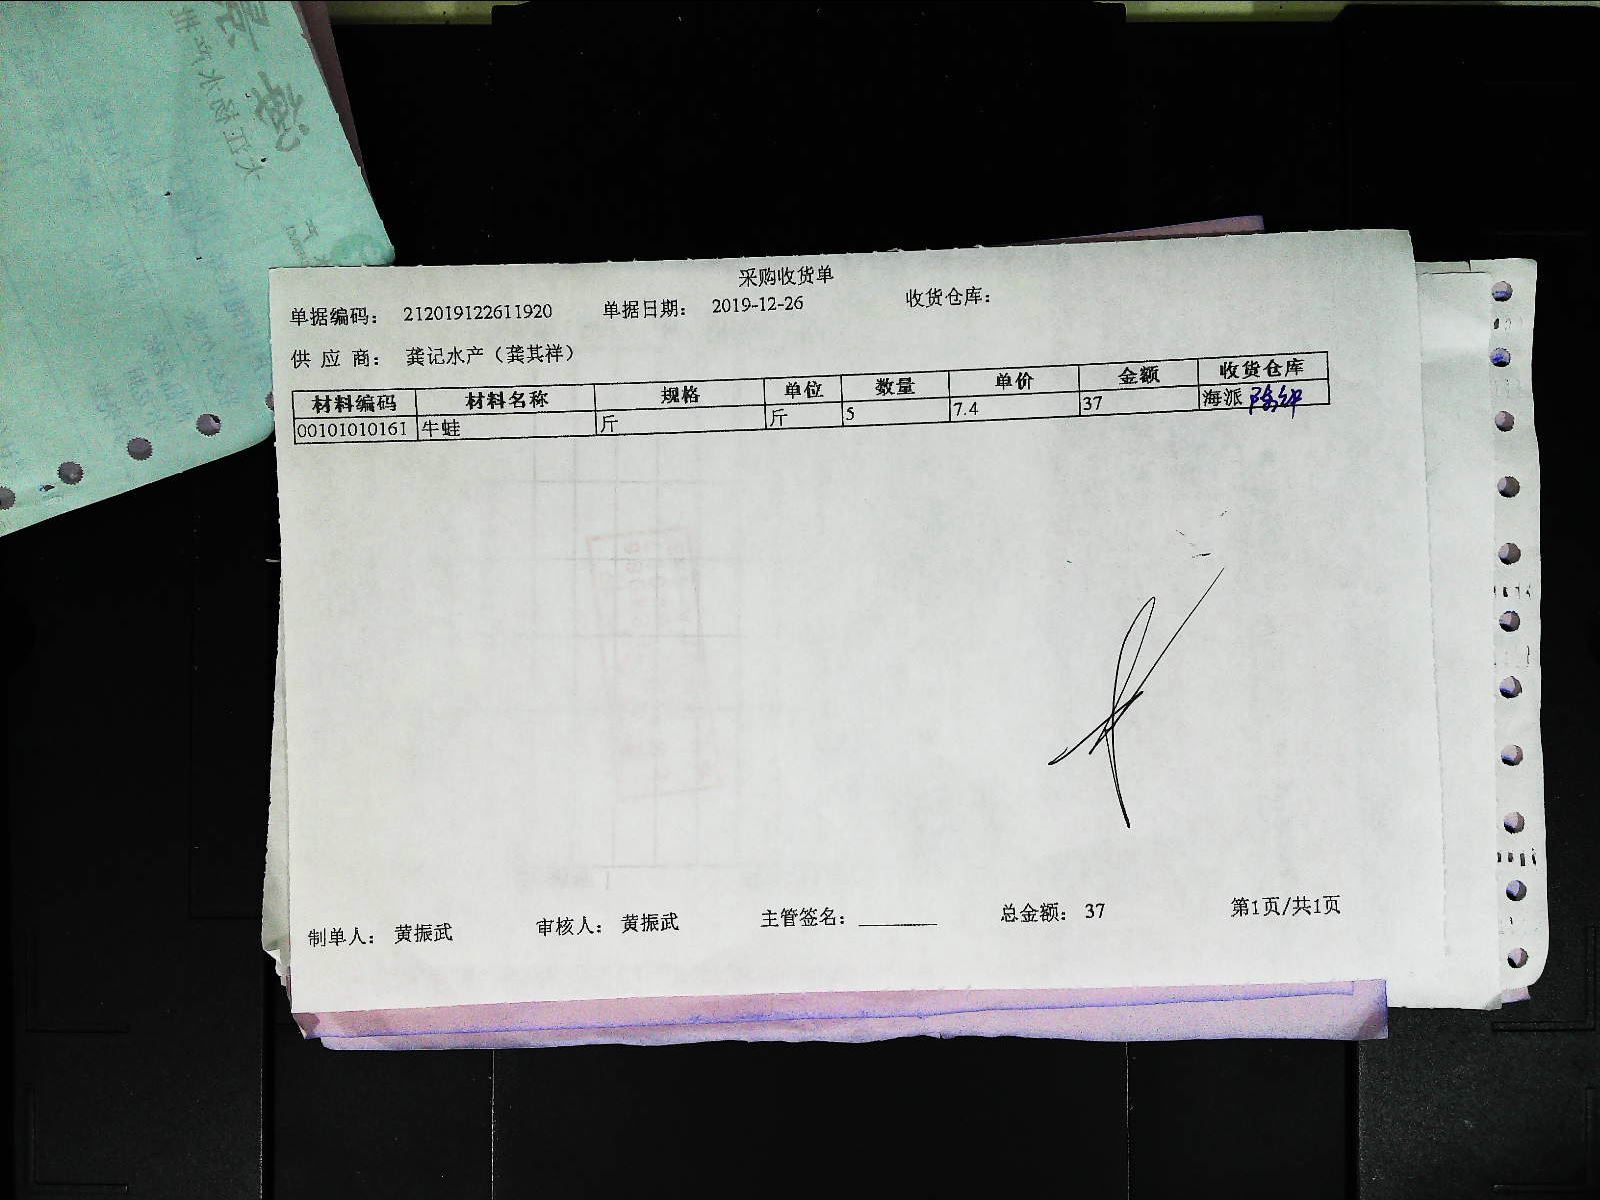 采购收货单
单据编码： 212019122611920 单据日期： 2019-12-26 收货仓库：
供 应 商： 龚记水产（龚其祥）
材料编码 材料名称 规格 单位 数量 单价 金额 收货仓库
00101010161 牛蛙 斤 斤 5 7.4 37 海派
制单人： 黄振武 审核人： 黄振武 主管签名： 总金额： 37 第1页/共1页